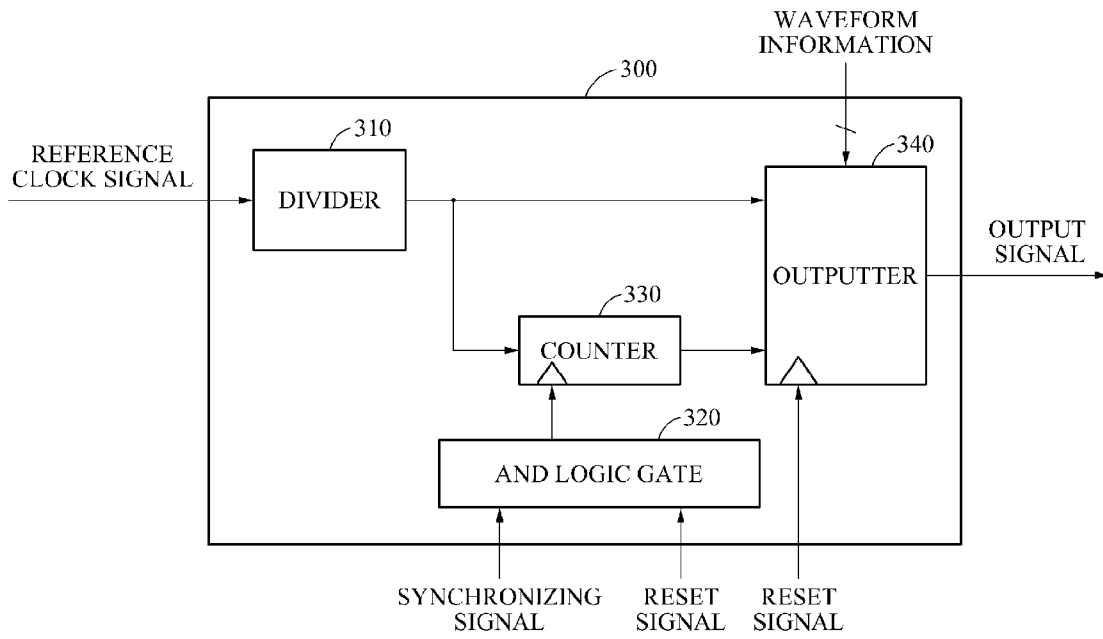 WAVEFORM
INFORMATION
300
310
340
REFERENCE
CLOCK SIGNAL
DIVIDER
OUTPUT
SIGNAL
OUTPUTTER
330
COUNTER
320
AND LOGIC GATE
SYNCHRONIZING
SIGNAL
RESET
SIGNAL
RESET
SIGNAL